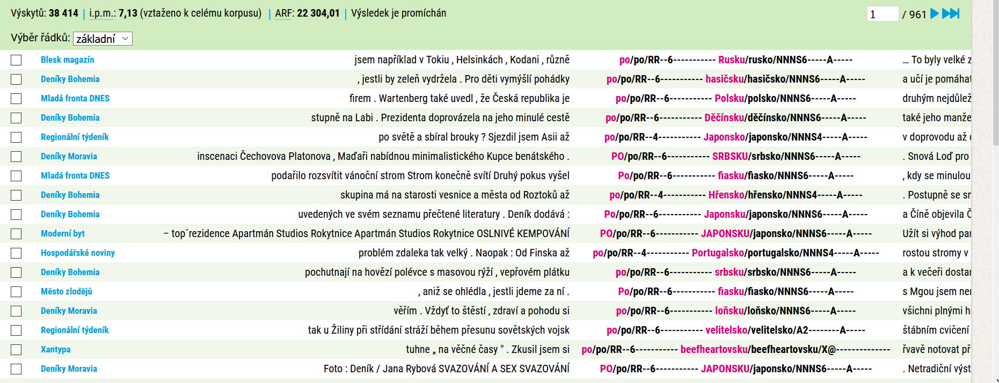 Výskytů: 38 414 | i.p.m.: 7,13 (vztaženo k celému korpusu) | ARF: 22 304,01 | Výsledek je promíchán 1 / 961
Výběr řádků: základní
Blesk magazín jsem například v Tokiu , Helsinkách , Kodani , různě po/po/RR--6----------- Rusku/rusko/NNNS6-----A----- ... To byly velké z
Deníky Bohemia , jestli by zeleň vydržela . Pro děti vymýšlí pohádky po/po/RR--6----------- hasičsku/hasičsko/NNNS6-----A----- a učí je pomáhat
Mladá fronta DNES firem . Wartenberg také uvedl , že Česká republika je po/po/RR--6----------- Polsku/polsko/NNNS6-----A----- druhým nejdůlež
Deníky Bohemia stupně na Labi . Prezidenta doprovázela na jeho minulé cestě po/po/RR--6----------- Děčínsku/děčínsko/NNNS6-----A----- také jeho manže
Regionální týdeník po světě a sbíral brouky ? Sjezdil jsem Asii až po/po/RR--4----------- Japonsko/japonsko/NNNS4-----A----- v doprovodu až
Deníky Moravia inscenaci Čechovova Platonova , Maďaři nabídnou minimalistického Kupce benátského . PO/po/RR--6----------- SRBSKU/srbsko/NNNS6-----A----- . Snová Loď pro
Mladá fronta DNES podařilo rozsvítit vánoční strom Strom konečně svítí Druhý pokus vyšel Po/po/RR--6----------- fiasku/fiasko/NNNS6-----A----- , kdy se minulou
Deníky Bohemia skupina má na starosti vesnice a města od Roztoků až po/po/RR--4----------- Hřensko/hřensko/NNNS4-----A----- . Postupně se sn
Deníky Bohemia uvedených ve svém seznamu přečtené literatury . Deník dodává : Po/po/RR--6----------- Japonsku/japonsko/NNNS6-----A----- a Číně objevila Č
Moderní byt – top´rezidence Apartmán Studios Rokytnice Apartmán Studios Rokytnice OSLNIVÉ KEMPOVÁNÍ PO/po/RR--6----------- JAPONSKU/japonsko/NNNS6-----A----- Užít si výhod par
Hospodářské noviny problém zdaleka tak velký . Naopak : Od Finska až po/po/RR--4----------- Portugalsko/portugalsko/NNNS4-----A----- rostou stromy v
Deníky Bohemia pochutnají na hovězí polévce s masovou rýží , vepřovém plátku po/po/RR--6----------- srbsku/srbsko/NNNS6-----A----- a k večeři dostan
Město zlodějů , aniž se ohlédla , jestli jdeme za ní . Po/po/RR--6----------- fiasku/fiasko/NNNS6-----A----- s Mgou jsem ner
Deníky Moravia věřím . Vždyť to štěstí , zdraví a pohodu si po/po/RR--6----------- loňsku/loňsko/NNNS6-----A----- všichni plnými h
Regionální týdeník tak u Žiliny při střídání stráží během přesunu sovětských vojsk po/po/RR--6----------- velitelsko/velitelsko/A2--------A----- štábním cvičení
Xantypa tuhne „ na věčné časy " . Zkusil jsem si po/po/RR--6----------- beefheartovsku/beefheartovsku/X@-------------- řvavě notovat př
Deníky Moravia Foto : Deník / Jana Rybová SVAZOVÁNÍ A SEX SVAZOVÁNÍ PO/po/RR--6----------- JAPONSKU/japonsko/NNNS6-----A----- . Netradiční výst